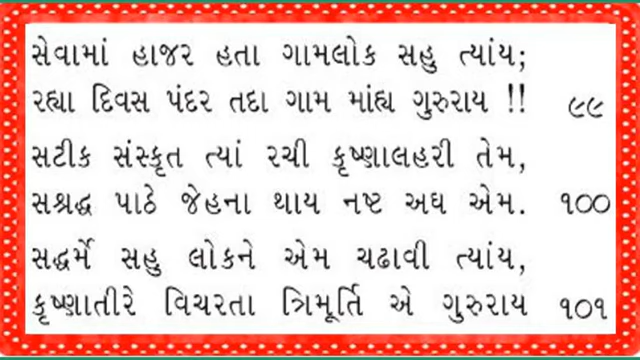 સેવામાં હાજર હતા ગામલોક સહુ ત્યાંય;
રહ્યા દિવસ પંદર તદા ગામ માંહ્ય ગુરુરાય !! ૯૯
સટીક સંસ્કૃત ત્યાં રચી કૃષ્ણાલહરી તેમ,
સશ્રદ્ધ પાઠે જેહના થાય નષ્ટ અઘ એમ. ૧૦૦
સદ્ધર્મે સહુ લોકને એમ ચઢાવી ત્યાંય,
કૃષ્ણાતીરે વિચરતા ત્રિમૂર્તિ એ ગુરુરાય ૧૦૧